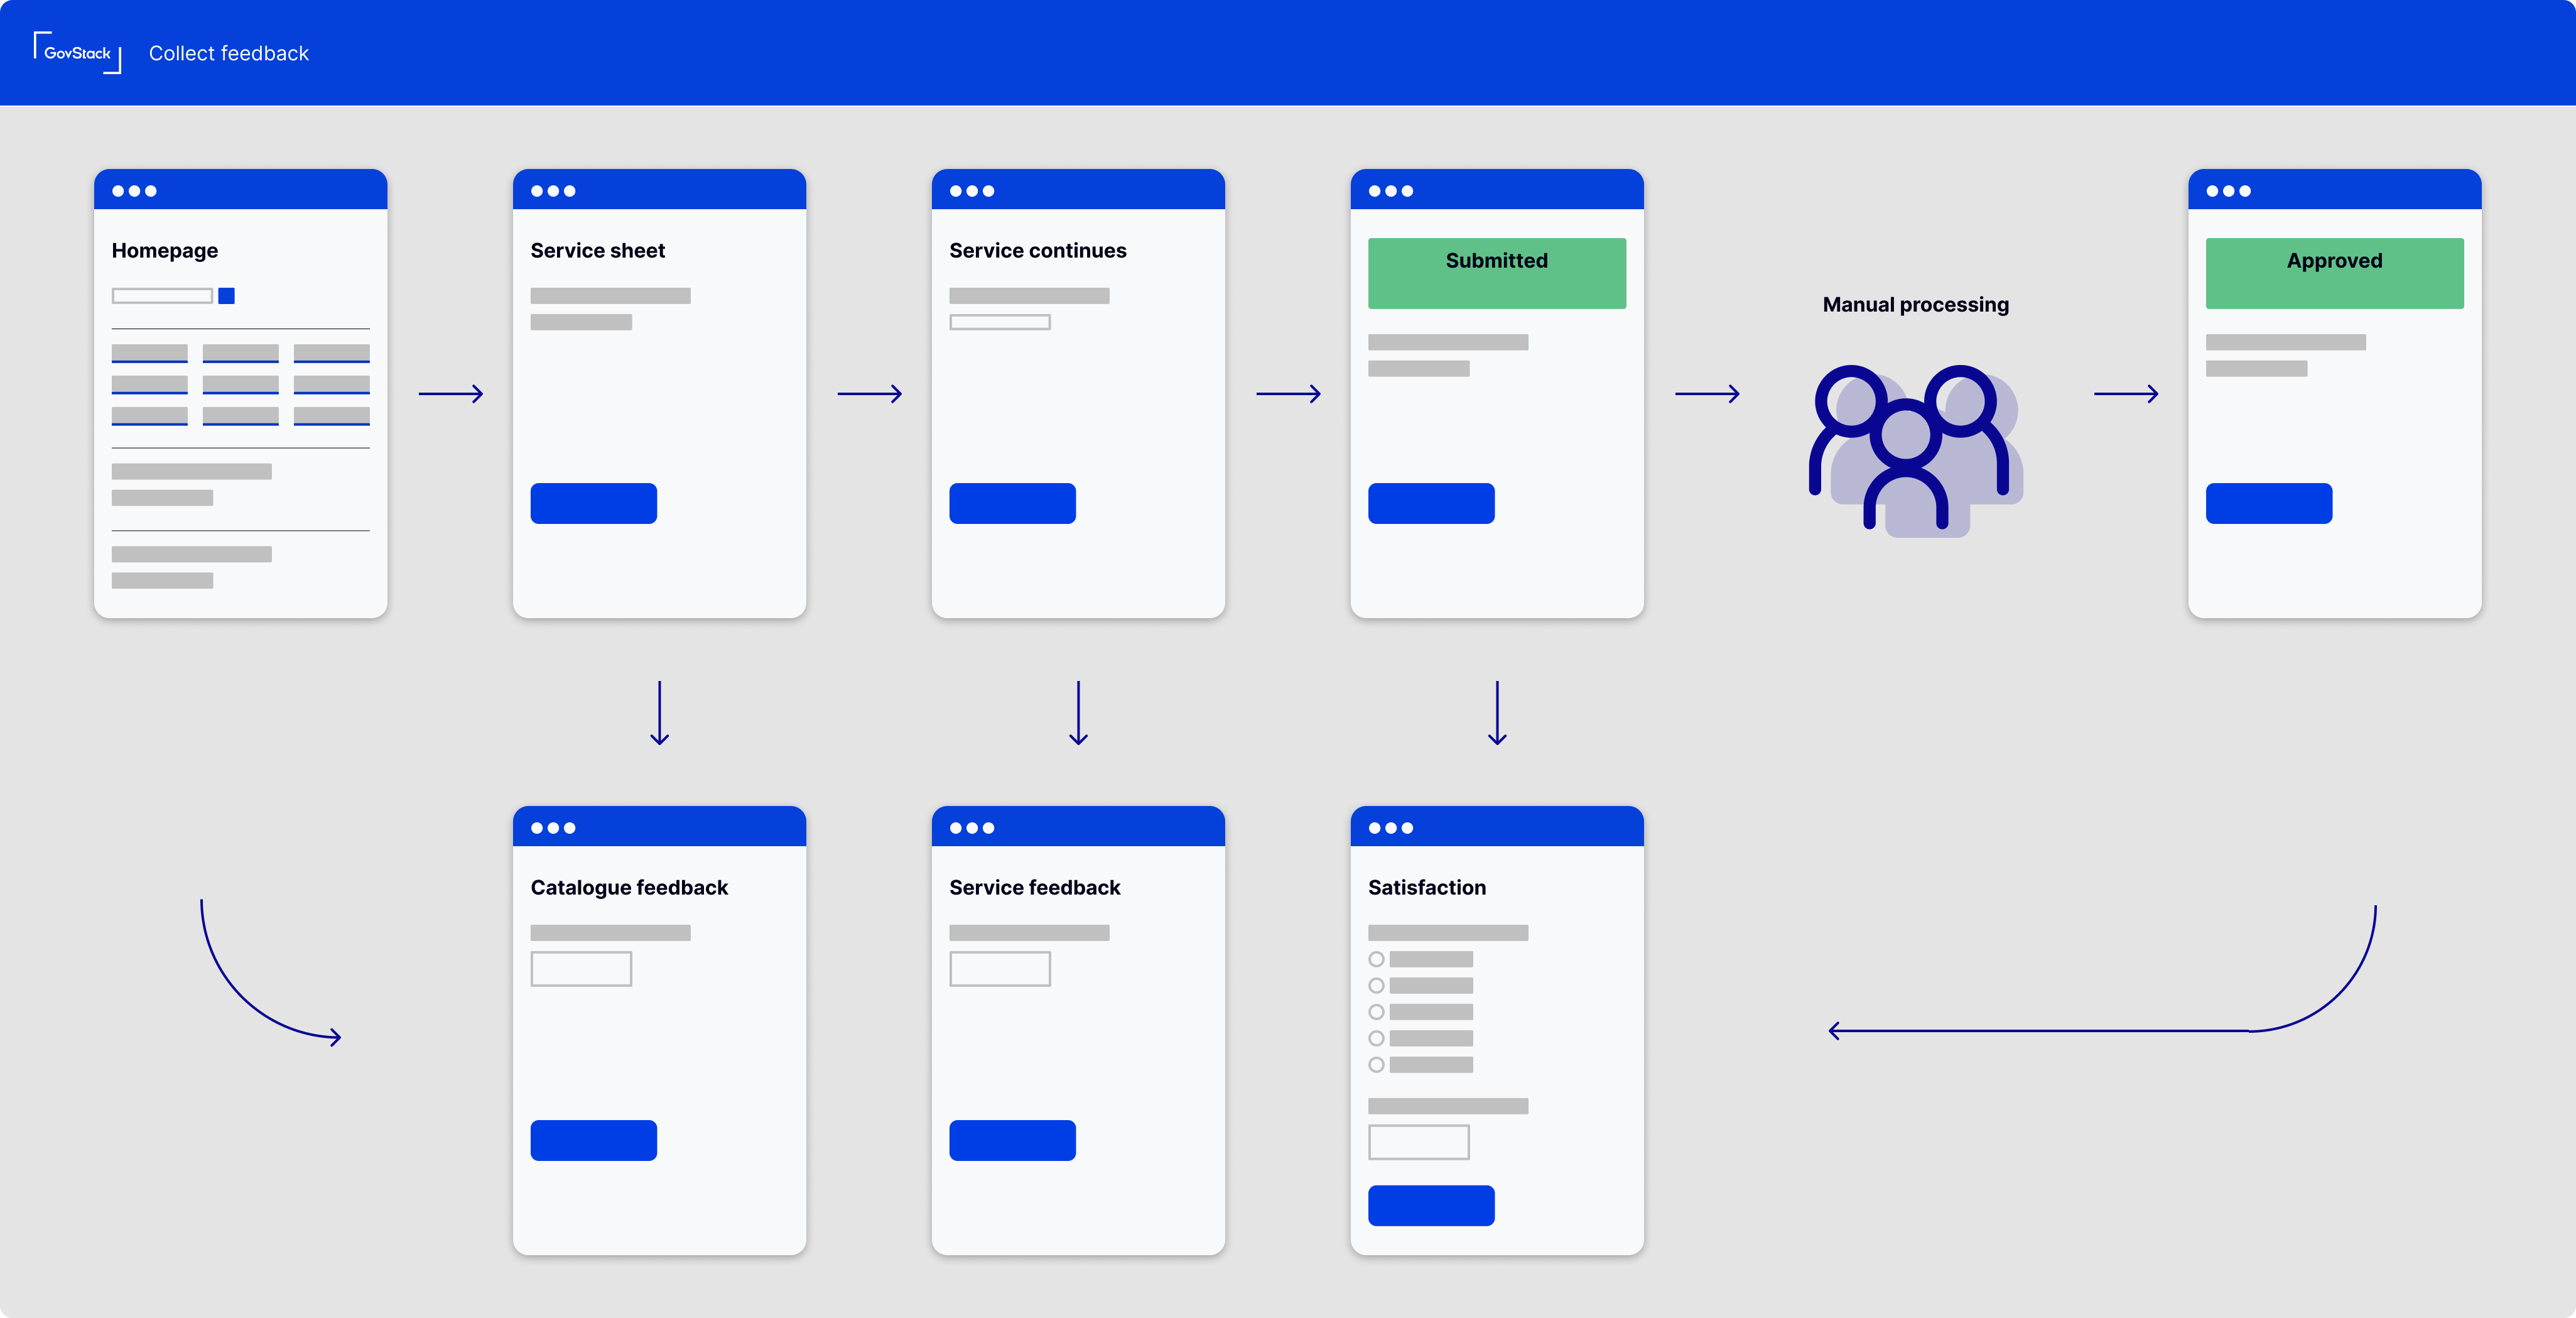 GovStack
Collect feedback
Homepage
Service sheet
Service continues
Submitted
Manual processing
Approved
Catalogue feedback
Service feedback
Satisfaction